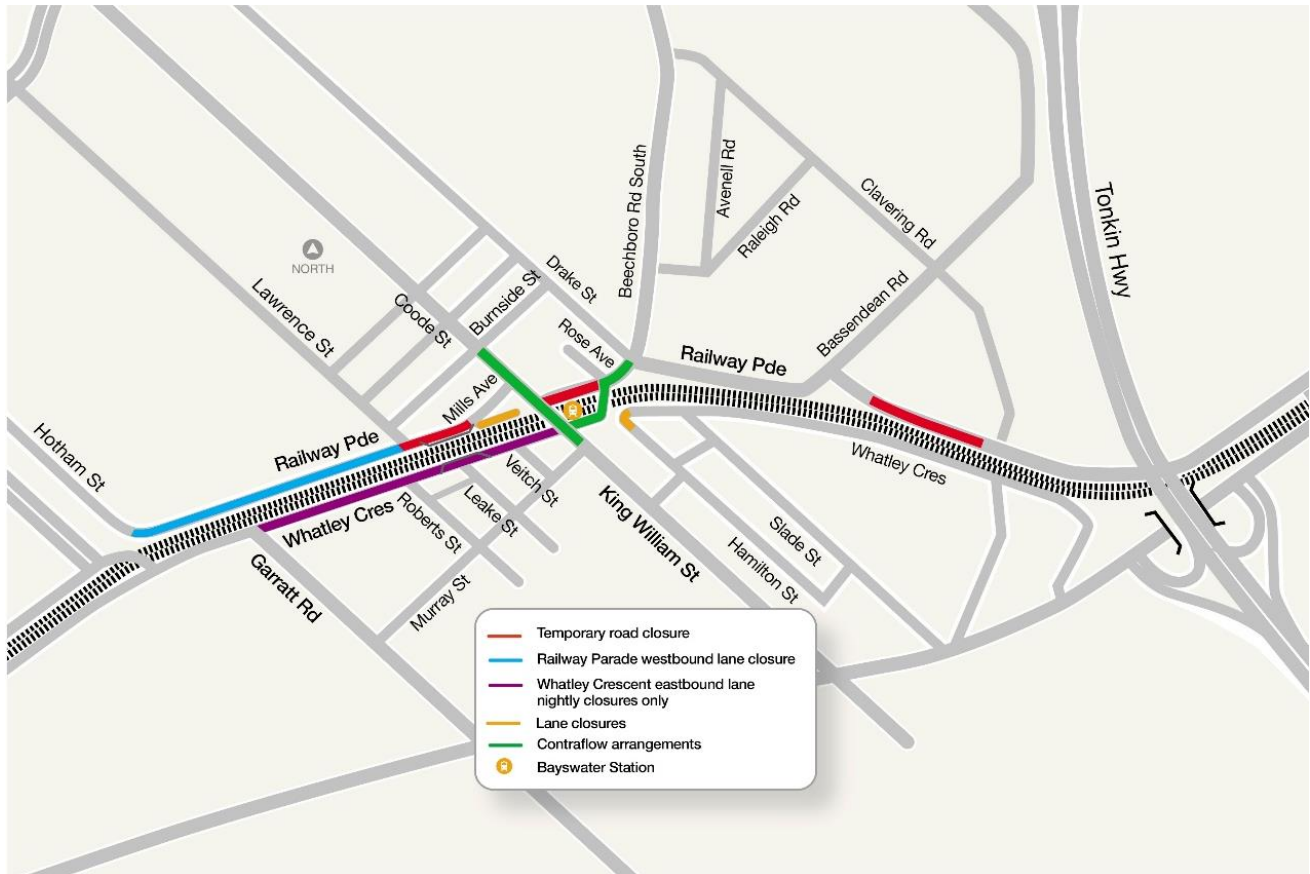 Beechboro Rd South
Avenell Rd
Raleigh Rd
Clavering Rd
Tonkin Hwy
NORTH
Lawrence St
Coode St
Burnside St
Drake St
Rose Ave
Bassendean Rd
Railway Pde
Mills Ave
Hotham St
Railway Pde
Whatley Cres
Whatley Cres
Roberts St
Leake St
Veitch St
King William St
Slade St
Hamilton St
Garratt Rd
Murray St
Temporary road closure
Railway Parade westbound lane closure
Whatley Crescent eastbound lane
nightly closures only
Lane closures
Contraflow arrangements
Bayswater Station